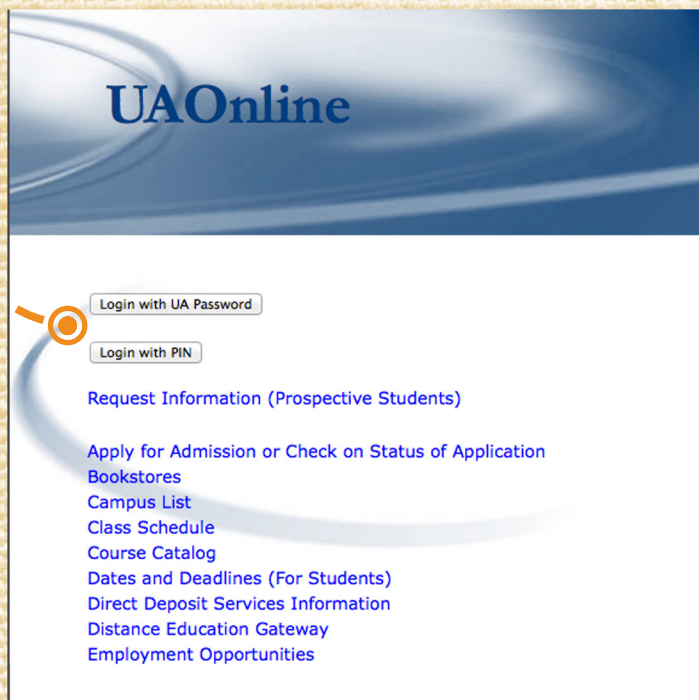 UAOnline
Login with UA Password
Login with PIN
Request Information (Prospective Students)
Apply for Admission or Check on Status of Application
Bookstores
Campus List
Class Schedule
Course Catalog
Dates and Deadlines (For Students)
Direct Deposit Services Information
Distance Education Gateway
Employment Opportunities